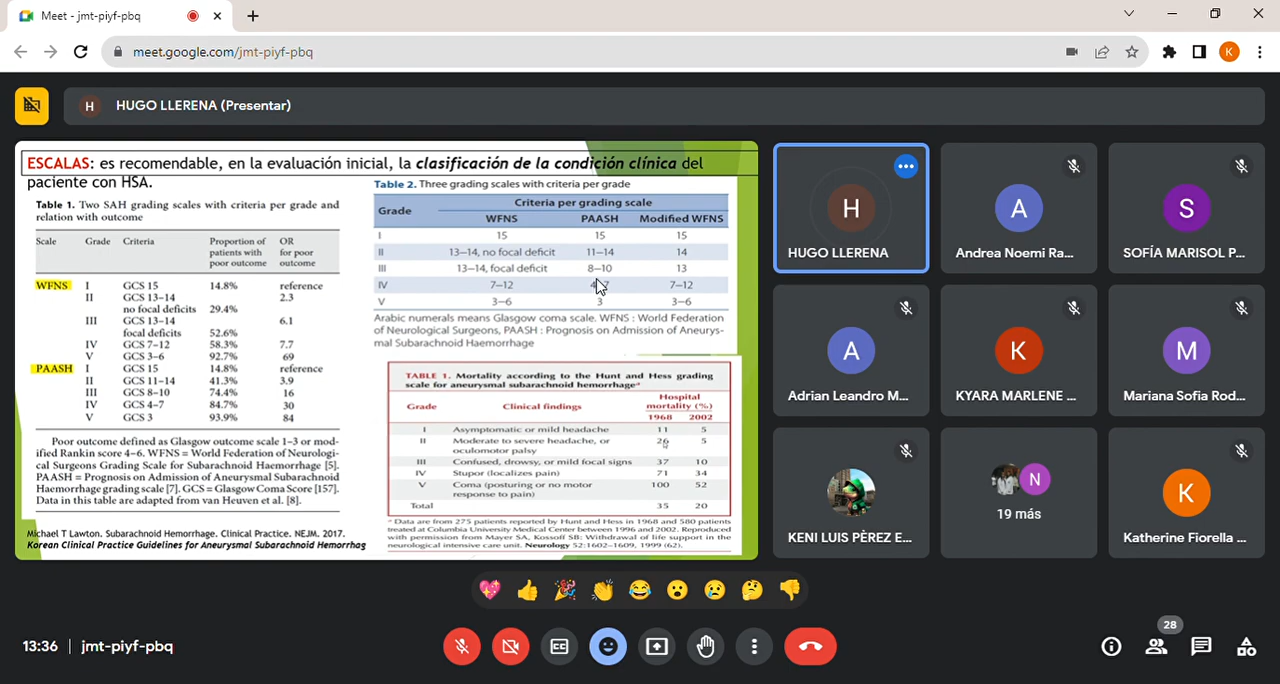 Meet - jmt-piyf-pbq
meet.google.com/jmt-piyf-pbq
K
H HUGO LLERENA (Presentar)
ESCALAS: es recomendable, en la evaluación inicial, la clasificación de la condición clínica del
paciente con HSA.
Table 1. Two SAH grading scales with criteria per grade and
relation with outcome
Scale Grade Criteria Proportion of OR
patients with for poor
poor outcome outcome
WFNS I GCS 15 14.8% reference
II GCS 13–14 2.3
no focal deficits 29.4%
III GCS 13–14 6.1
focal deficits 52.6%
IV GCS 7–12 58.3% 7.7
V GCS 3–6 92.7% 69
PAASH I GCS 15 14.8% reference
II GCS 11–14 41.3% 3.9
III GCS 8–10 74.4% 16
IV GCS 4–7 84.7% 30
V GCS 3 93.9% 84
Poor outcome defined as Glasgow outcome scale 1–3 or mod-
ified Rankin score 4–6. WFNS = World Federation of Neurologi-
cal Surgeons Grading Scale for Subarachnoid Haemorrhage [5].
PAASH = Prognosis on Admission of Aneurysmal Subarachnoid
Haemorrhage grading scale [7]. GCS = Glasgow Coma Score [157].
Data in this table are adapted from van Heuven et al. [8].
Michael T Lawton. Subarachnoid Hemorrhage. Clinical Practice. NEJM. 2017.
Korean Clinical Practice Guidelines for Aneurysmal Subarachnoid Hemorrhag
Table 2. Three grading scales with criteria per grade
Grade Criteria per grading scale
WFNS PAASH Modified WFNS
I 15 15 15
II 13–14, no focal deficit 11–14 14
III 13–14, focal deficit 8–10 13
IV 7–12 7–12
V 3–6 3 3–6
Arabic numerals means Glasgow coma scale. WFNS : World Federation
of Neurological Surgeons, PAASH : Prognosis on Admission of Aneurys-
mal Subarachnoid Haemorrhage
TABLE 1. Mortality according to the Hunt and Hess grading
scale for aneurysmal subarachnoid hemorrhageª
Grade Clinical findings Hospital
mortality (%)
1968 2002
I Asymptomatic or mild headache 11 5
II Moderate to severe headache, or 26 5
oculomotor palsy
III Confused, drowsy, or mild focal signs 37 10
IV Stupor (localizes pain) 71 34
V Coma (posturing or no motor 100 52
response to pain)
Total 35 20
ª Data are from 275 patients reported by Hunt and Hess in 1968 and 580 patients
treated at Columbia University Medical Center between 1996 and 2002. Reproduced
with permission from Mayer SA, Kossoff SB: Withdrawal of life support in the
neurological intensive care unit. Neurology 52:1602–1609, 1999 (62).
H
HUGO LLERENA
A
Andrea Noemi Ra...
S
SOFÍA MARISOL P...
A
Adrian Leandro M...
K
KYARA MARLENE ...
M
Mariana Sofia Rod...
KENI LUIS PÈREZ E...
N
19 más
K
Katherine Fiorella ...
13:36 | jmt-piyf-pbq
CC
28